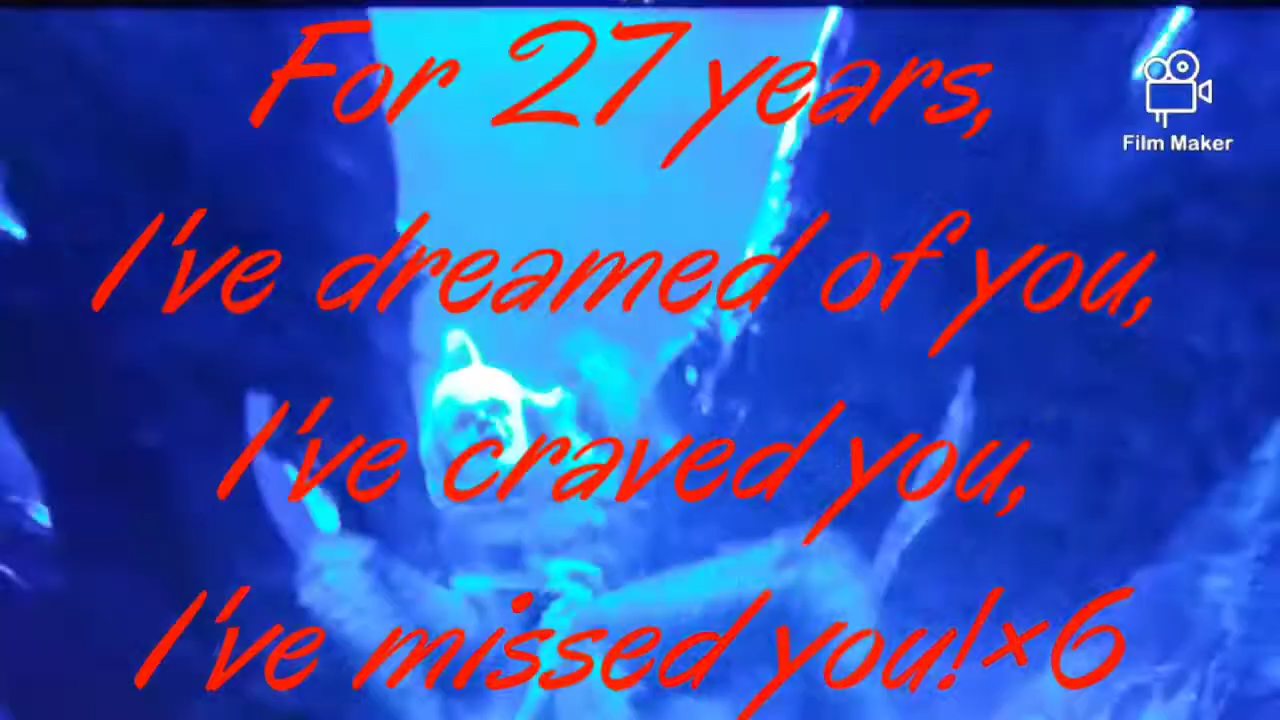 For 27 years,
Film Maker
I've dreamed of you,
I've craved you,
I've missed you!×6